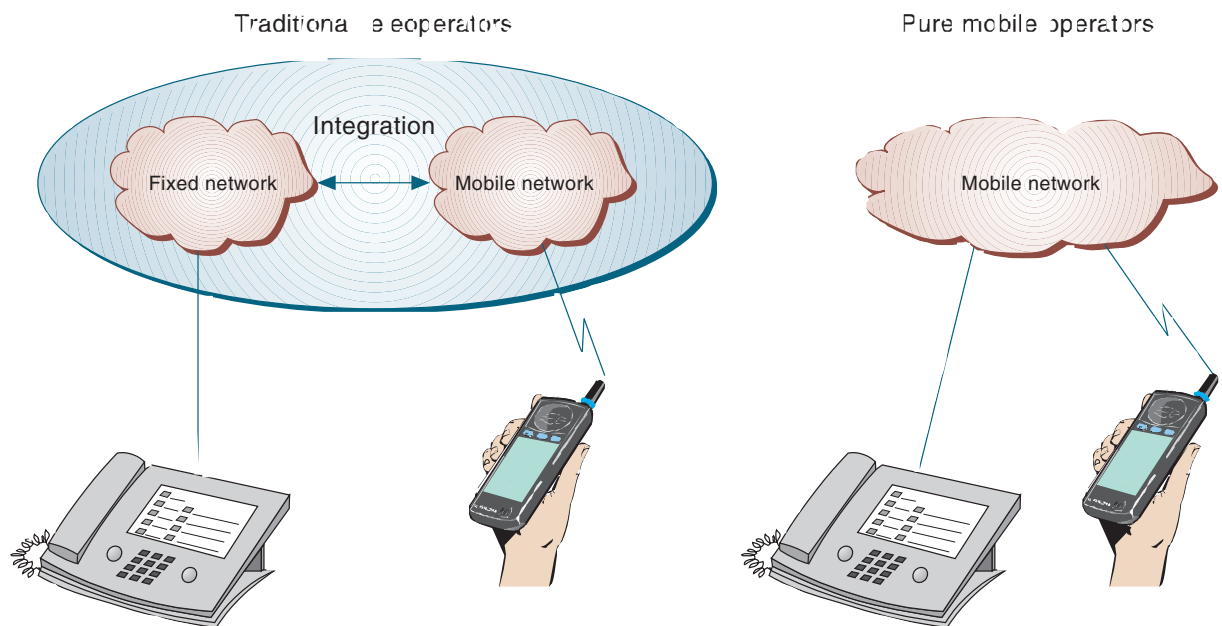 Pure mobile operators
Integration
Fixed network
Mobile network
Mobile network